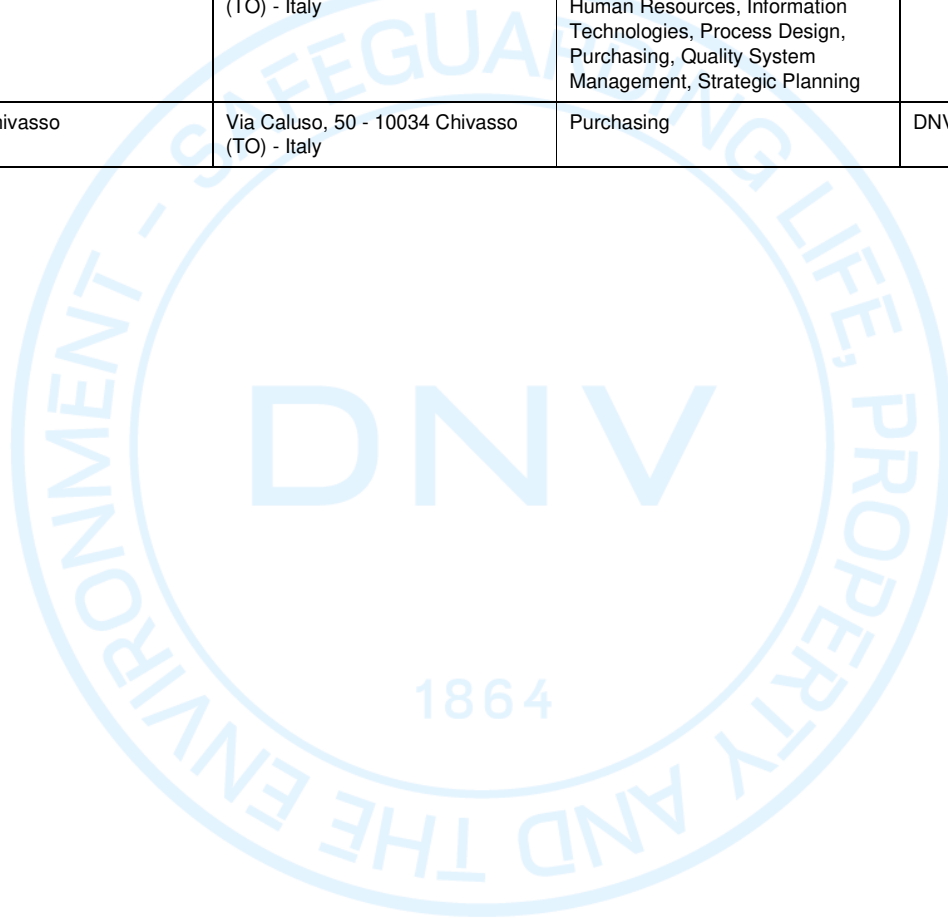 (TO) - Italy
Human Resources, Information
Technologies, Process Design,
Purchasing, Quality System
Management, Strategic Planning
Via Caluso, 50 - 10034 Chivasso
(TO) - Italy
Purchasing
DNV
SAFEGUARDING LIFE, PROPERTY AND THE ENVIRONMENT -
DNV
1864